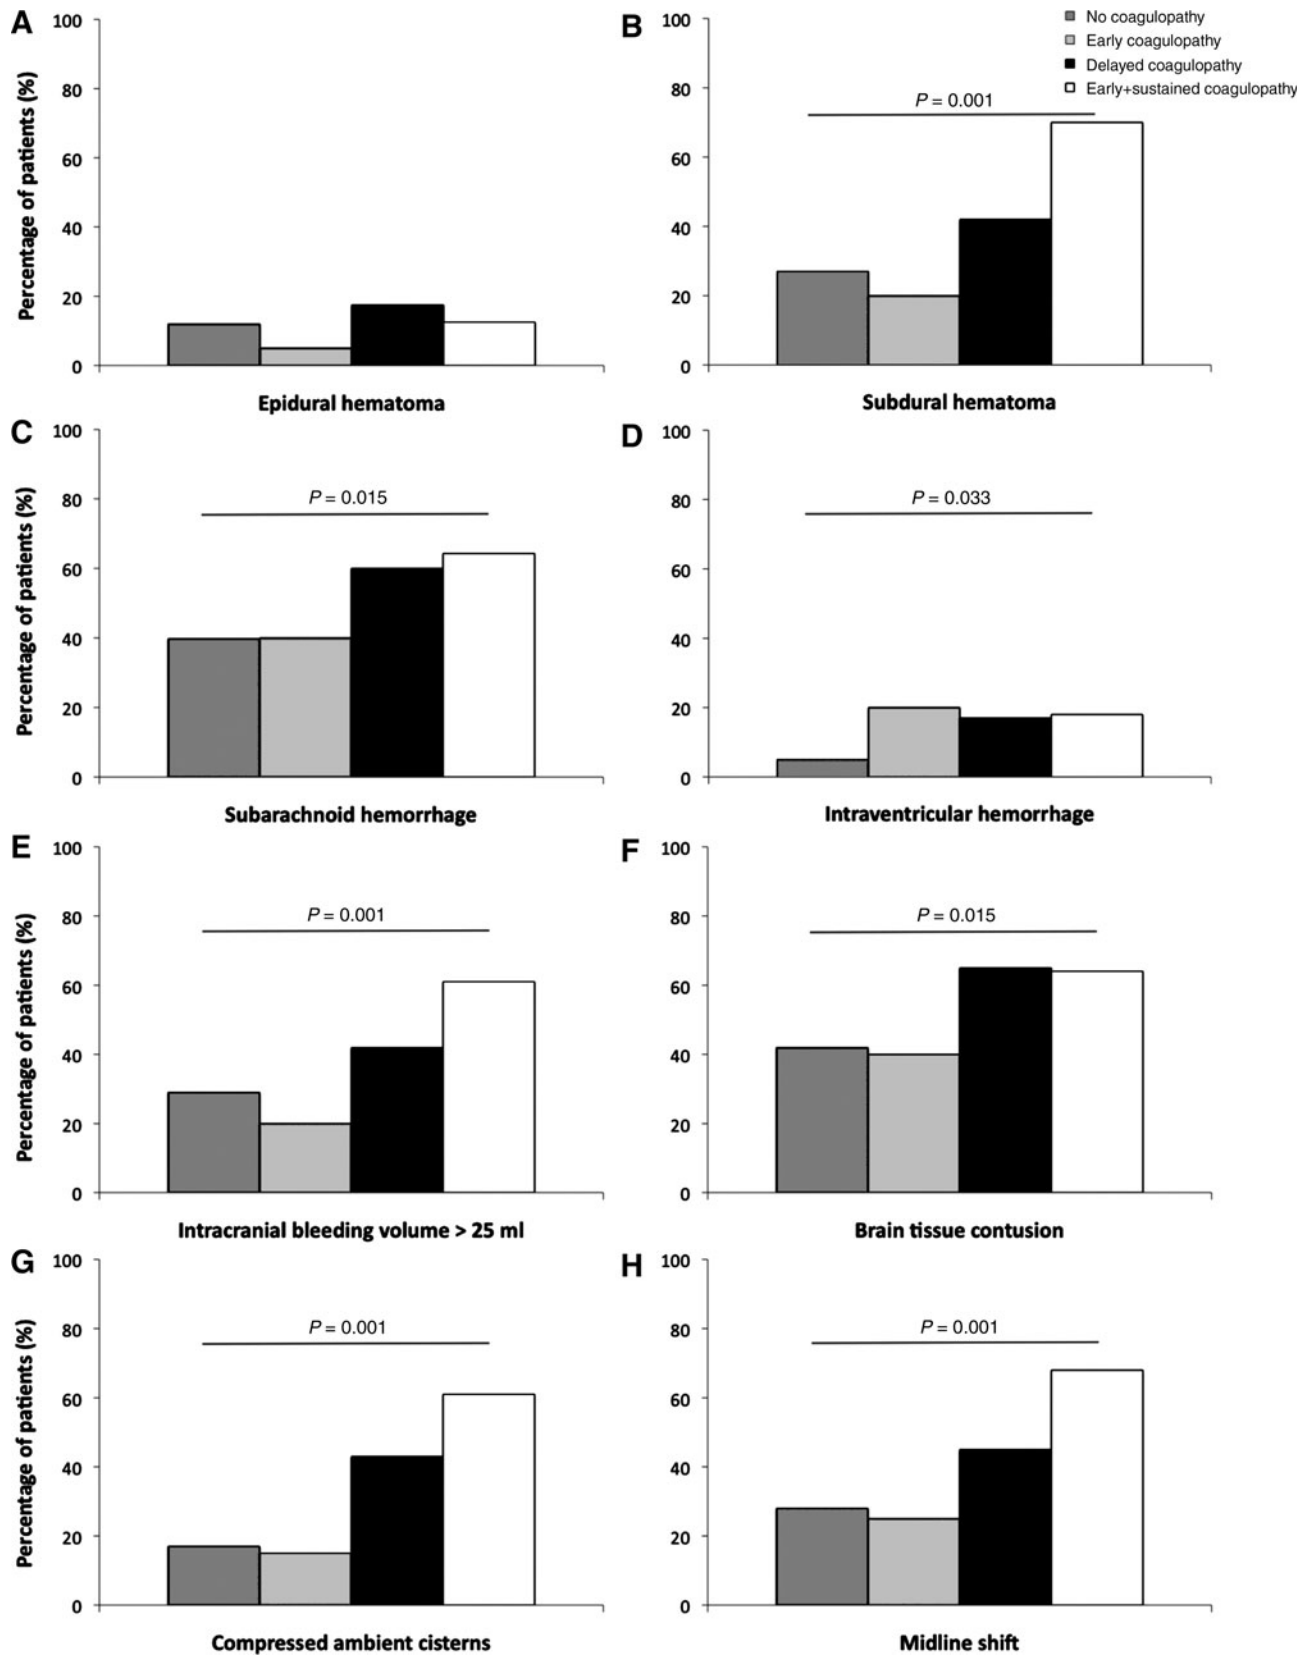 A
B
No coagulopathy
Early coagulopathy
Delayed coagulopathy
Early+sustained coagulopathy
Percentage of patients (%)
100
80
60
40
20
0
Epidural hematoma
100
80
60
40
20
0
P = 0.001
Subdural hematoma
C
Percentage of patients (%)
100
80
60
40
20
0
P = 0.015
Subarachnoid hemorrhage
D
100
80
60
40
20
0
P = 0.033
Intraventricular hemorrhage
E
Percentage of patients (%)
100
80
60
40
20
0
P = 0.001
Intracranial bleeding volume > 25 ml
F
100
80
60
40
20
0
P = 0.015
Brain tissue contusion
G
Percentage of patients (%)
100
80
60
40
20
0
P = 0.001
Compressed ambient cisterns
H
100
80
60
40
20
0
P = 0.001
Midline shift